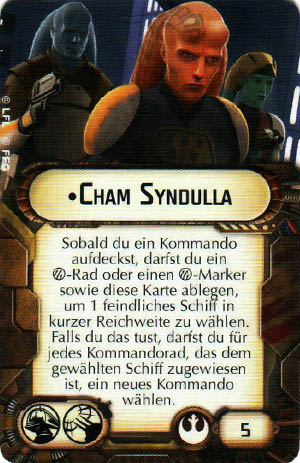 © LFL © FFG
•CHAM SYNDULLA
Sobald du ein Kommando
aufdeckst, darfst du ein
-Rad oder einen -Marker
sowie diese Karte ablegen,
um 1 feindliches Schiff in
kurzer Reichweite zu wählen.
Falls du das tust, darfst du für
jedes Kommandorad, das dem
gewählten Schiff zugewiesen
ist, ein neues Kommando
wählen.
5